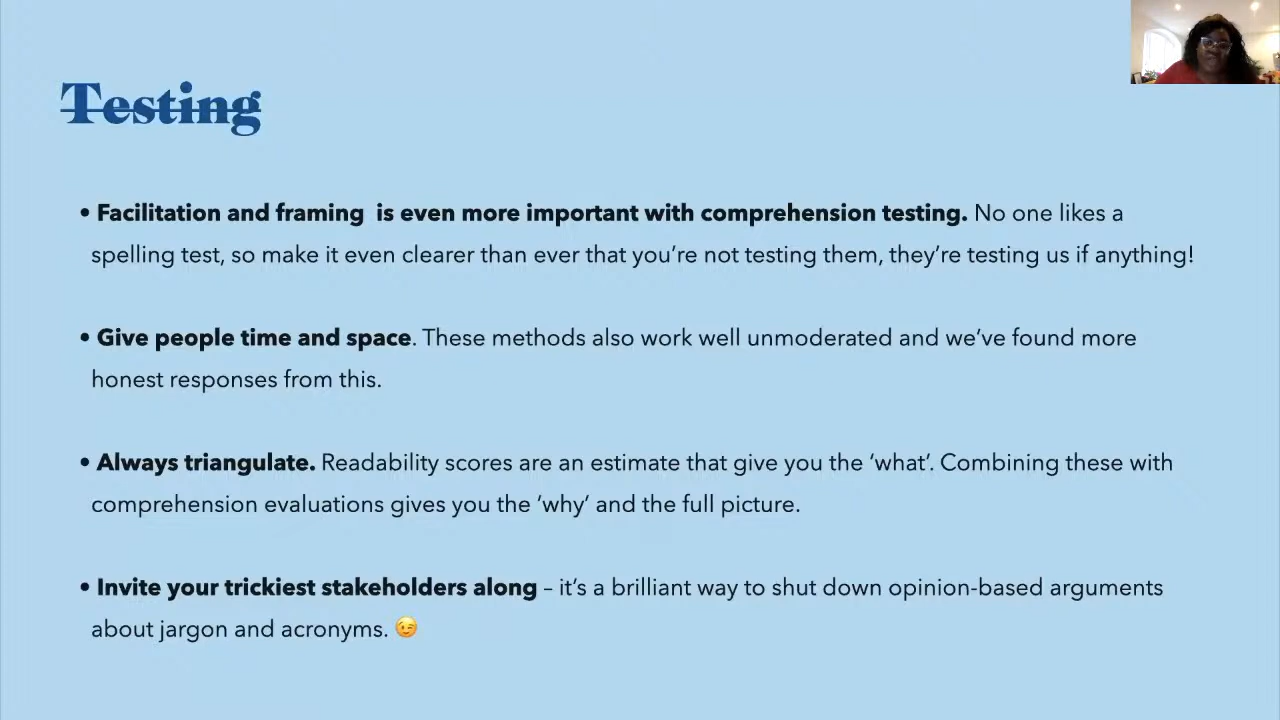 Testing
• Facilitation and framing  is even more important with comprehension testing. No one likes a
spelling test, so make it even clearer than ever that you’re not testing them, they’re testing us if anything!
• Give people time and space. These methods also work well unmoderated and we’ve found more
honest responses from this.
• Always triangulate. Readability scores are an estimate that give you the ‘what’. Combining these with
comprehension evaluations gives you the ‘why’ and the full picture.
• Invite your trickiest stakeholders along – it’s a brilliant way to shut down opinion-based arguments
about jargon and acronyms. 😉